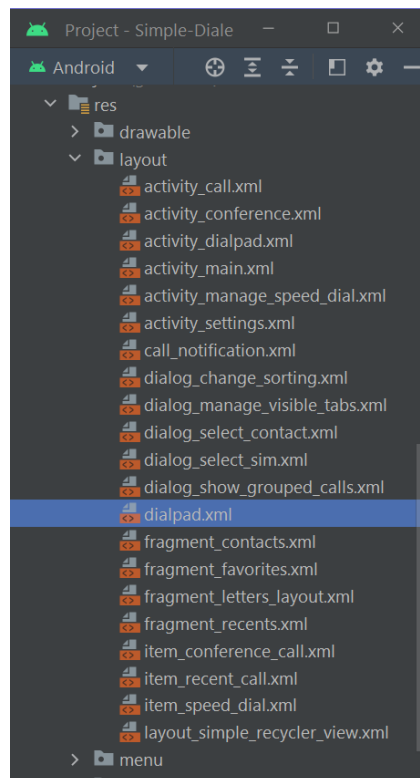 Project - Simple-Diale
Android
res
drawable
layout
activity_call.xml
activity_conference.xml
activity_dialpad.xml
activity_main.xml
activity_manage_speed_dial.xml
activity_settings.xml
call_notification.xml
dialog_change_sorting.xml
dialog_manage_visible_tabs.xml
dialog_select_contact.xml
dialog_select_sim.xml
dialog_show_grouped_calls.xml
dialpad.xml
fragment_contacts.xml
fragment_favorites.xml
fragment_letters_layout.xml
fragment_recents.xml
item_conference_call.xml
item_recent_call.xml
item_speed_dial.xml
layout_simple_recycler_view.xml
menu